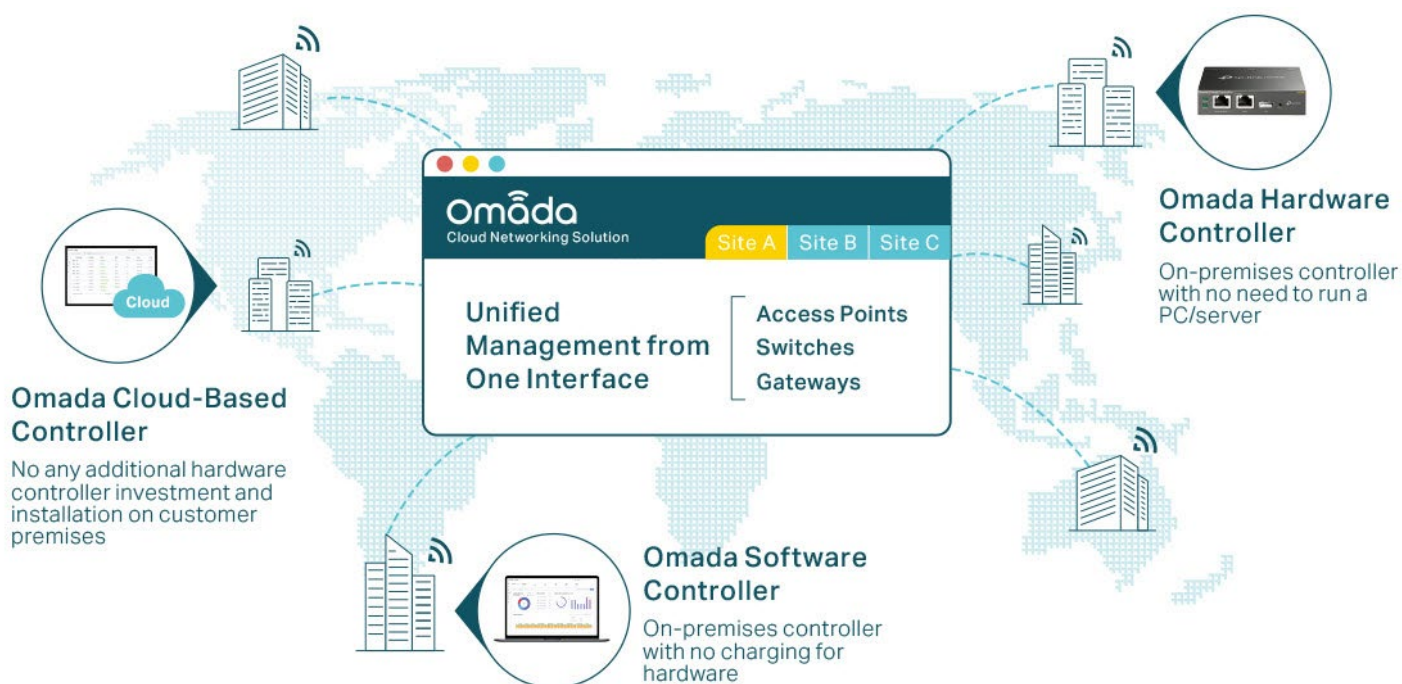 Omada
Cloud Networking Solution
Site A
Site B
Site C
Unified
Management from
One Interface
Access Points
Switches
Gateways
Omada Hardware
Controller
On-premises controller
with no need to run a
PC/server
Cloud
Omada Cloud-Based
Controller
No any additional hardware
controller investment and
installation on customer
premises
Omada Software
Controller
On-premises controller
with no charging for
hardware